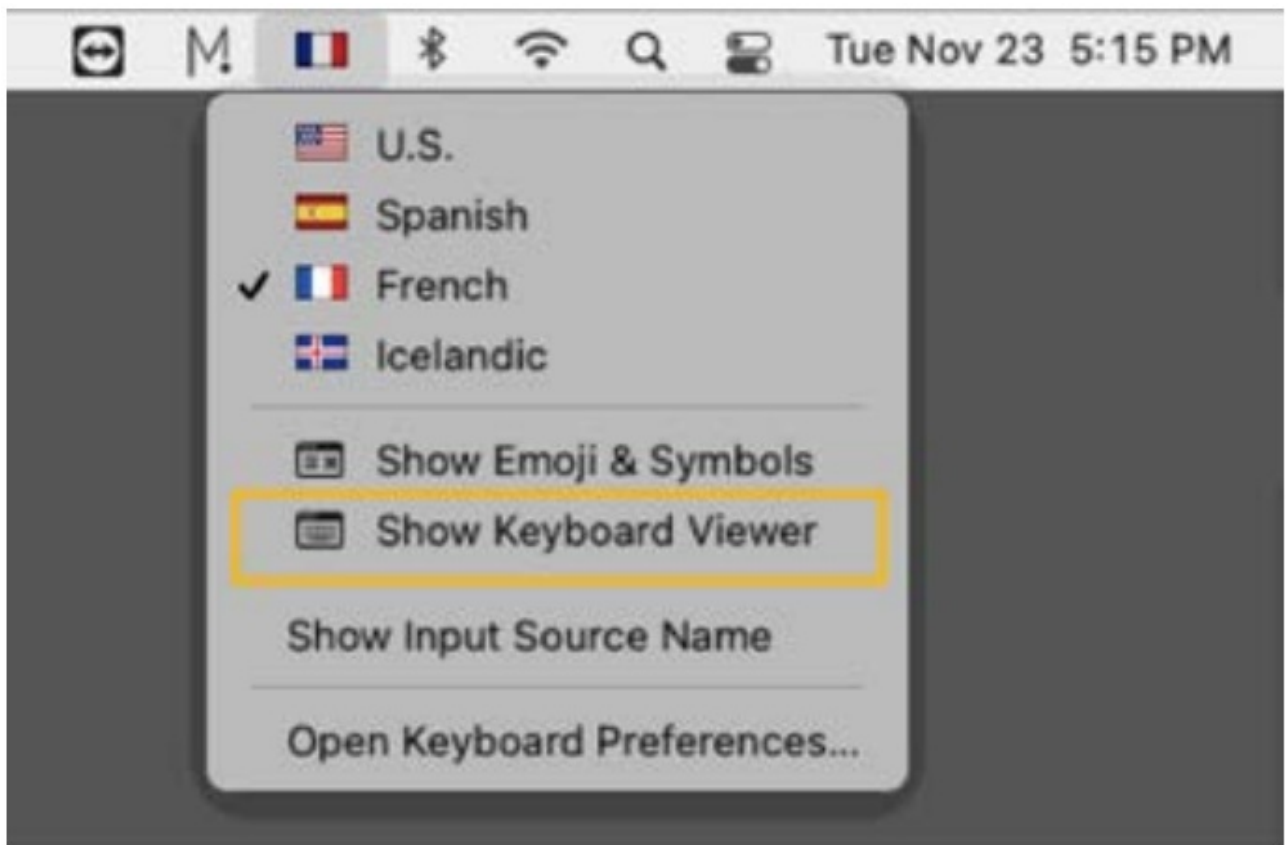 M. Tue Nov 23 5:15 PM
U.S.
Spanish
French
Icelandic
Show Emoji & Symbols
Show Keyboard Viewer
Show Input Source Name
Open Keyboard Preferences...